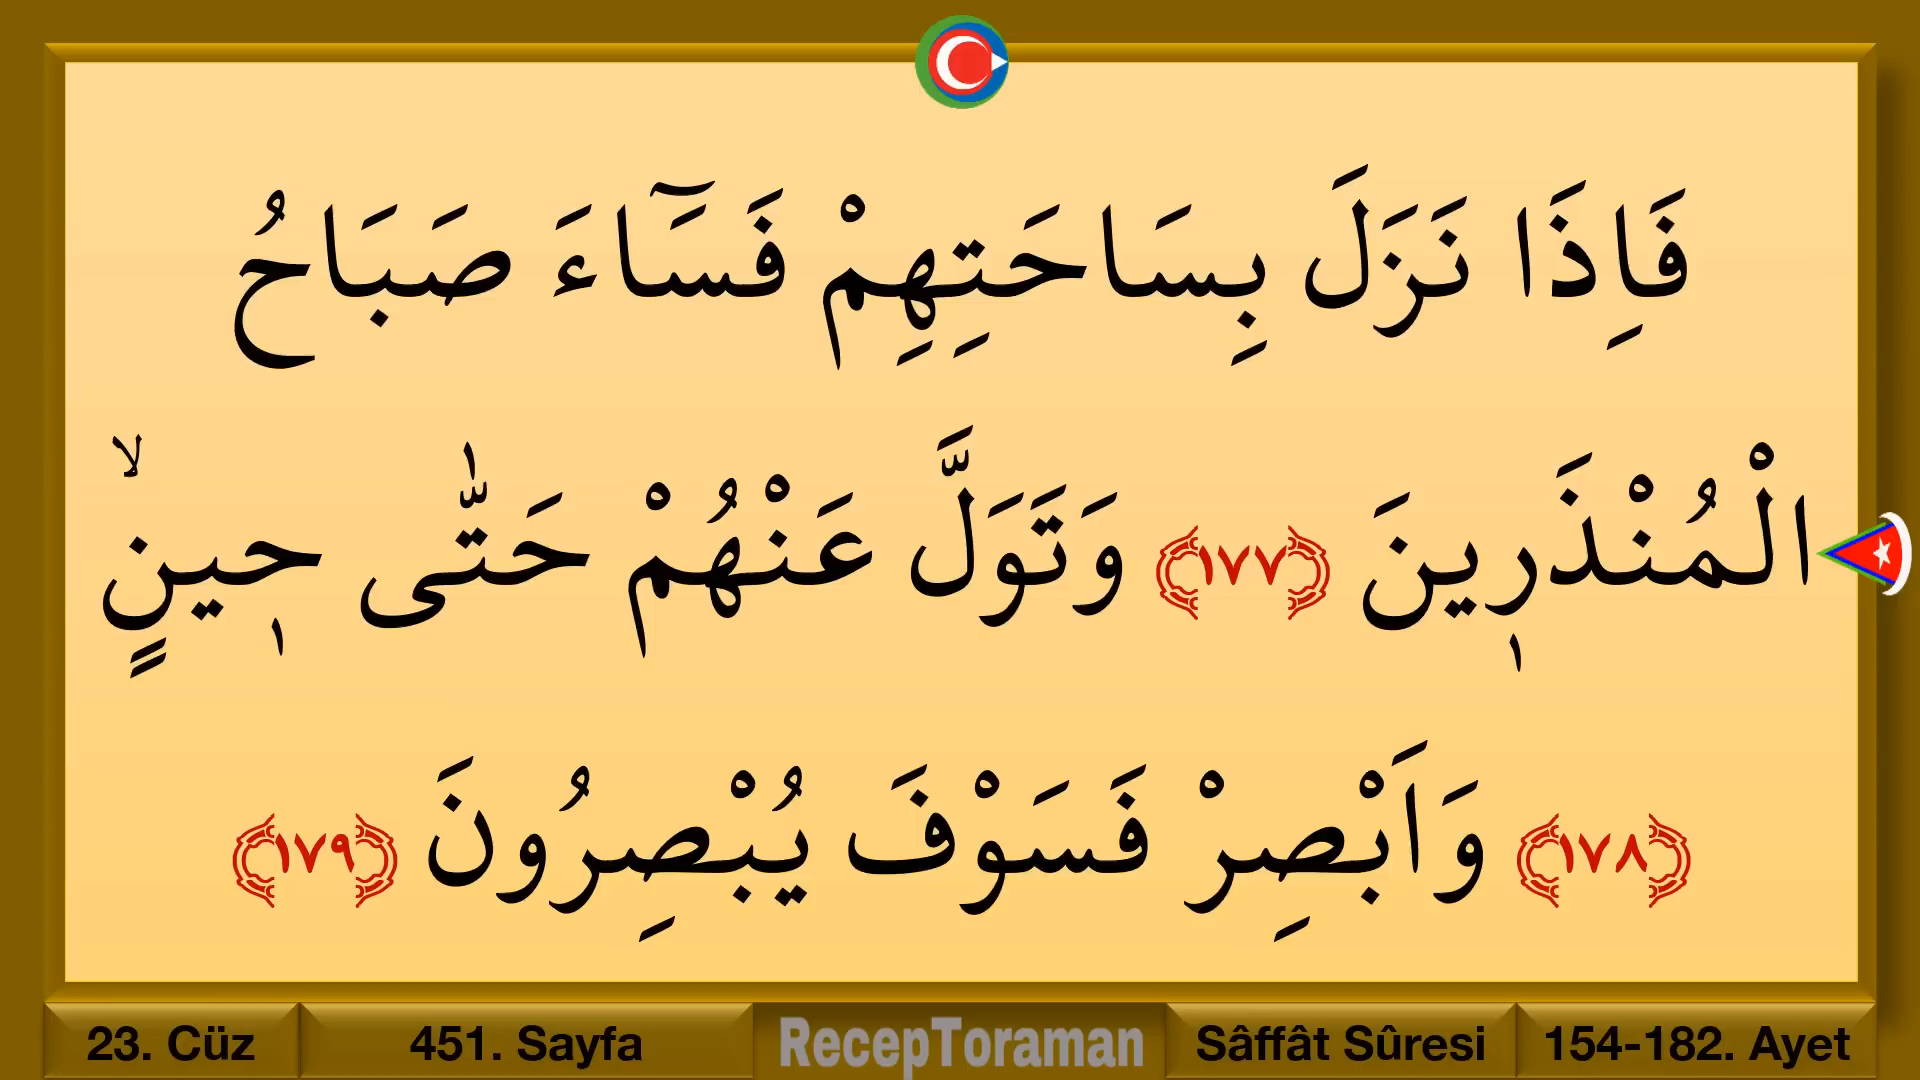 فَاِذَا نَزَلَ بِسَاحَتِهِمْ فَسَٓاءَ صَبَاحُ
الْمُنْذَر۪ينَ ﴿١٧٧﴾ وَتَوَلَّ عَنْهُمْ حَتّٰى ح۪ينٍۙ
﴿١٧٨﴾ وَاَبْصِرْ فَسَوْفَ يُبْصِرُونَ ﴿١٧٩﴾
23. Cüz 451. Sayfa RecepToraman Sâffât Sûresi 154-182. Ayet